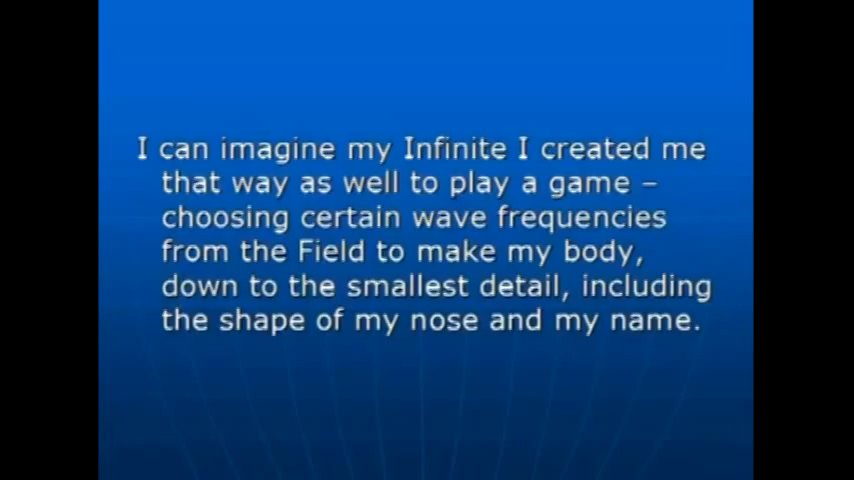 I can imagine my Infinite I created me
that way as well to play a game –
choosing certain wave frequencies
from the Field to make my body,
down to the smallest detail, including
the shape of my nose and my name.